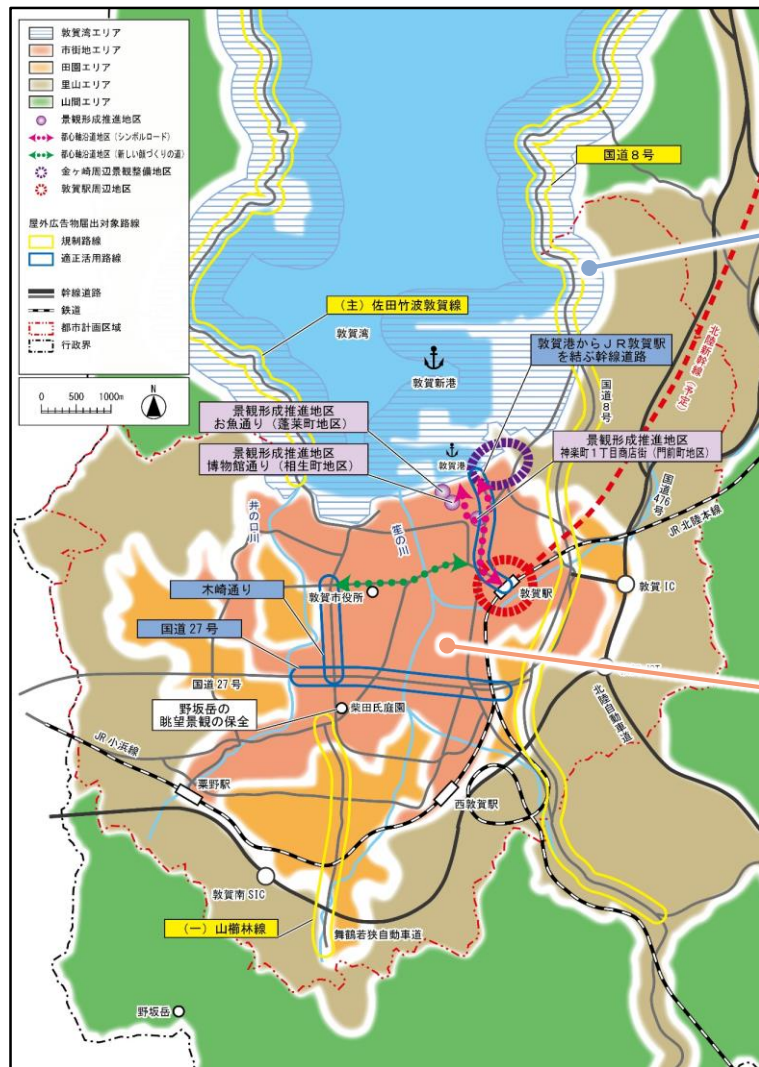 敦賀湾エリア
市街地エリア
田園エリア
里山エリア
山間エリア
景観形成推進地区
都心軸沿道地区(シンボルロード)
都心軸沿道地区(新しい顔づくりの道)
金ヶ崎周辺景観整備地区
敦賀駅周辺地区
屋外広告物届出対象路線
規制路線
適正活用路線
幹線道路
鉄道
都市計画区域
行政界
0 500 1000m
N
国道8号
(主)佐田竹波敦賀線
敦賀湾
敦賀新港
敦賀港からJR敦賀駅
を結ぶ幹線道路
北陸新幹線(予定)
国道8号
景観形成推進地区
お魚通り(蓬莱町地区)
景観形成推進地区
博物館通り(相生町地区)
敦賀港
景観形成推進地区
神楽町1丁目商店街(門前町地区)
国道476号
JR北陸本線
井の口川
笙の川
木崎通り
敦賀市役所
敦賀駅
敦賀IC
国道27号
国道27号
野坂岳の
眺望景観の保全
柴田氏庭園
北陸自動車道
JR小浜線
粟野駅
西敦賀駅
敦賀南SIC
(一)山櫛林線
舞鶴若狭自動車道
野坂岳